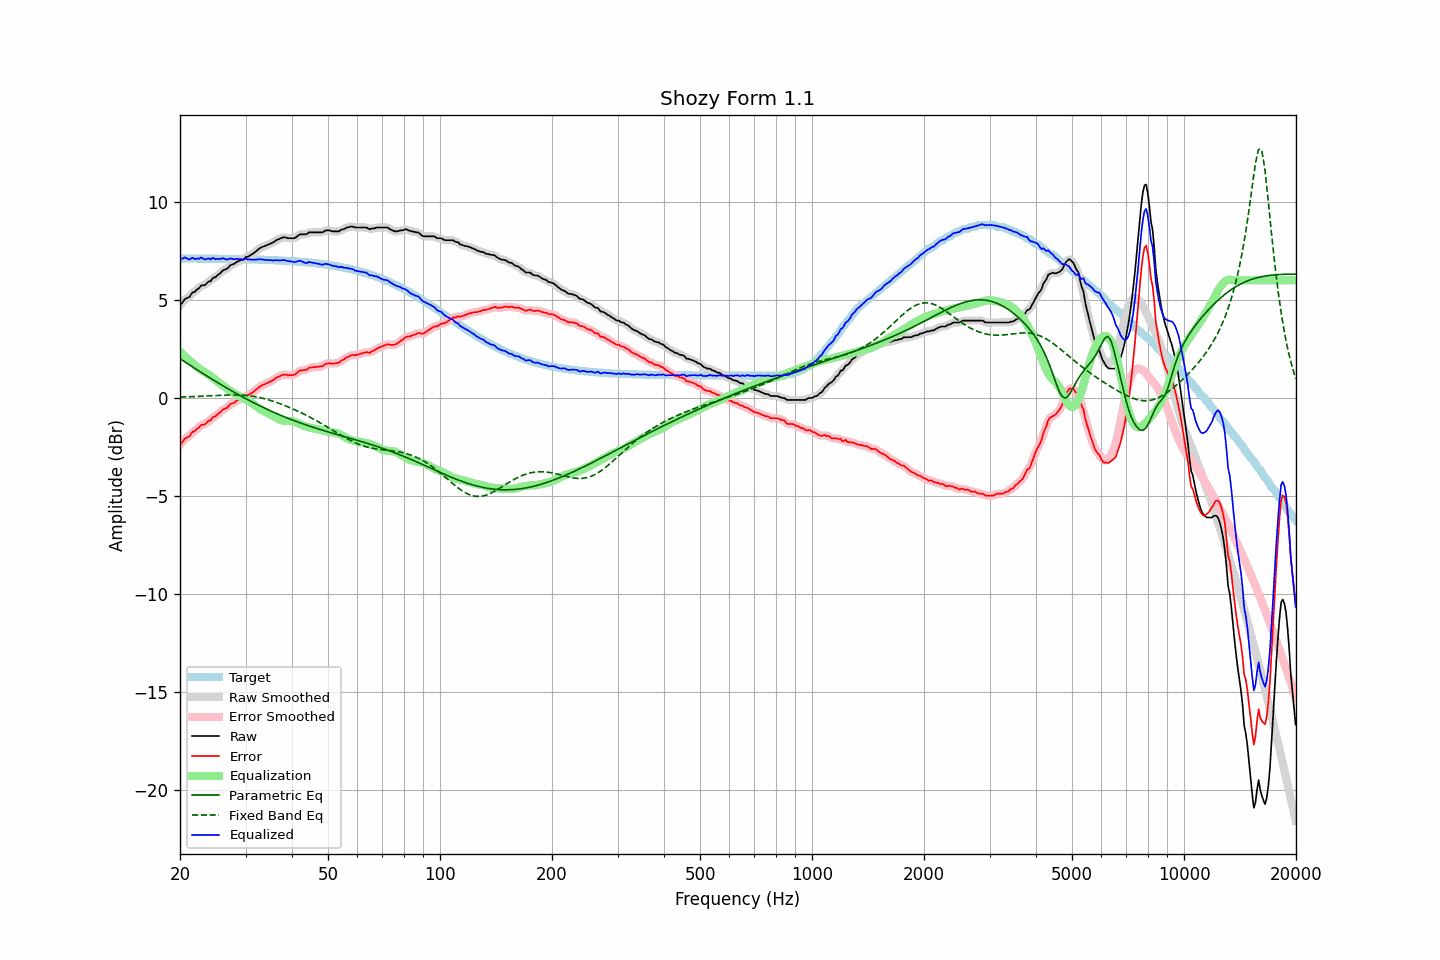 Shozy Form 1.1
Amplitude (dBr)
10
5
0
−5
−10
−15
−20
Target
Raw Smoothed
Error Smoothed
Raw
Error
Equalization
Parametric Eq
Fixed Band Eq
Equalized
20 50 100 200 500 1000 2000 5000 10000 20000
Frequency (Hz)